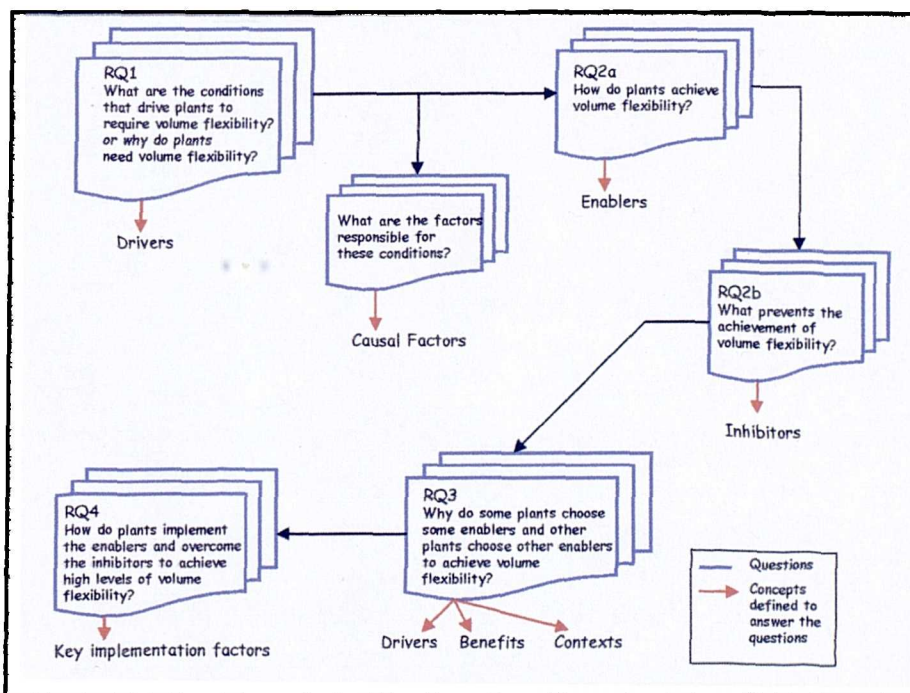 RQ1
What are the conditions
that drive plants to
require volume flexibility?
or why do plants
need volume flexibility?
Drivers
What are the factors
responsible for
these conditions?
Causal Factors
RQ2a
How do plants achieve
volume flexibility?
Enablers
RQ2b
What prevents the
achievement of
volume flexibility?
Inhibitors
RQ3
Why do some plants choose
some enablers and other
plants choose other enablers
to achieve volume
flexibility?
Drivers Benefits Contexts
RQ4
How do plants implement
the enablers and overcome
the inhibitors to achieve
high levels of volume
flexibility?
Key implementation factors
Questions
Concepts
defined to
answer the
questions